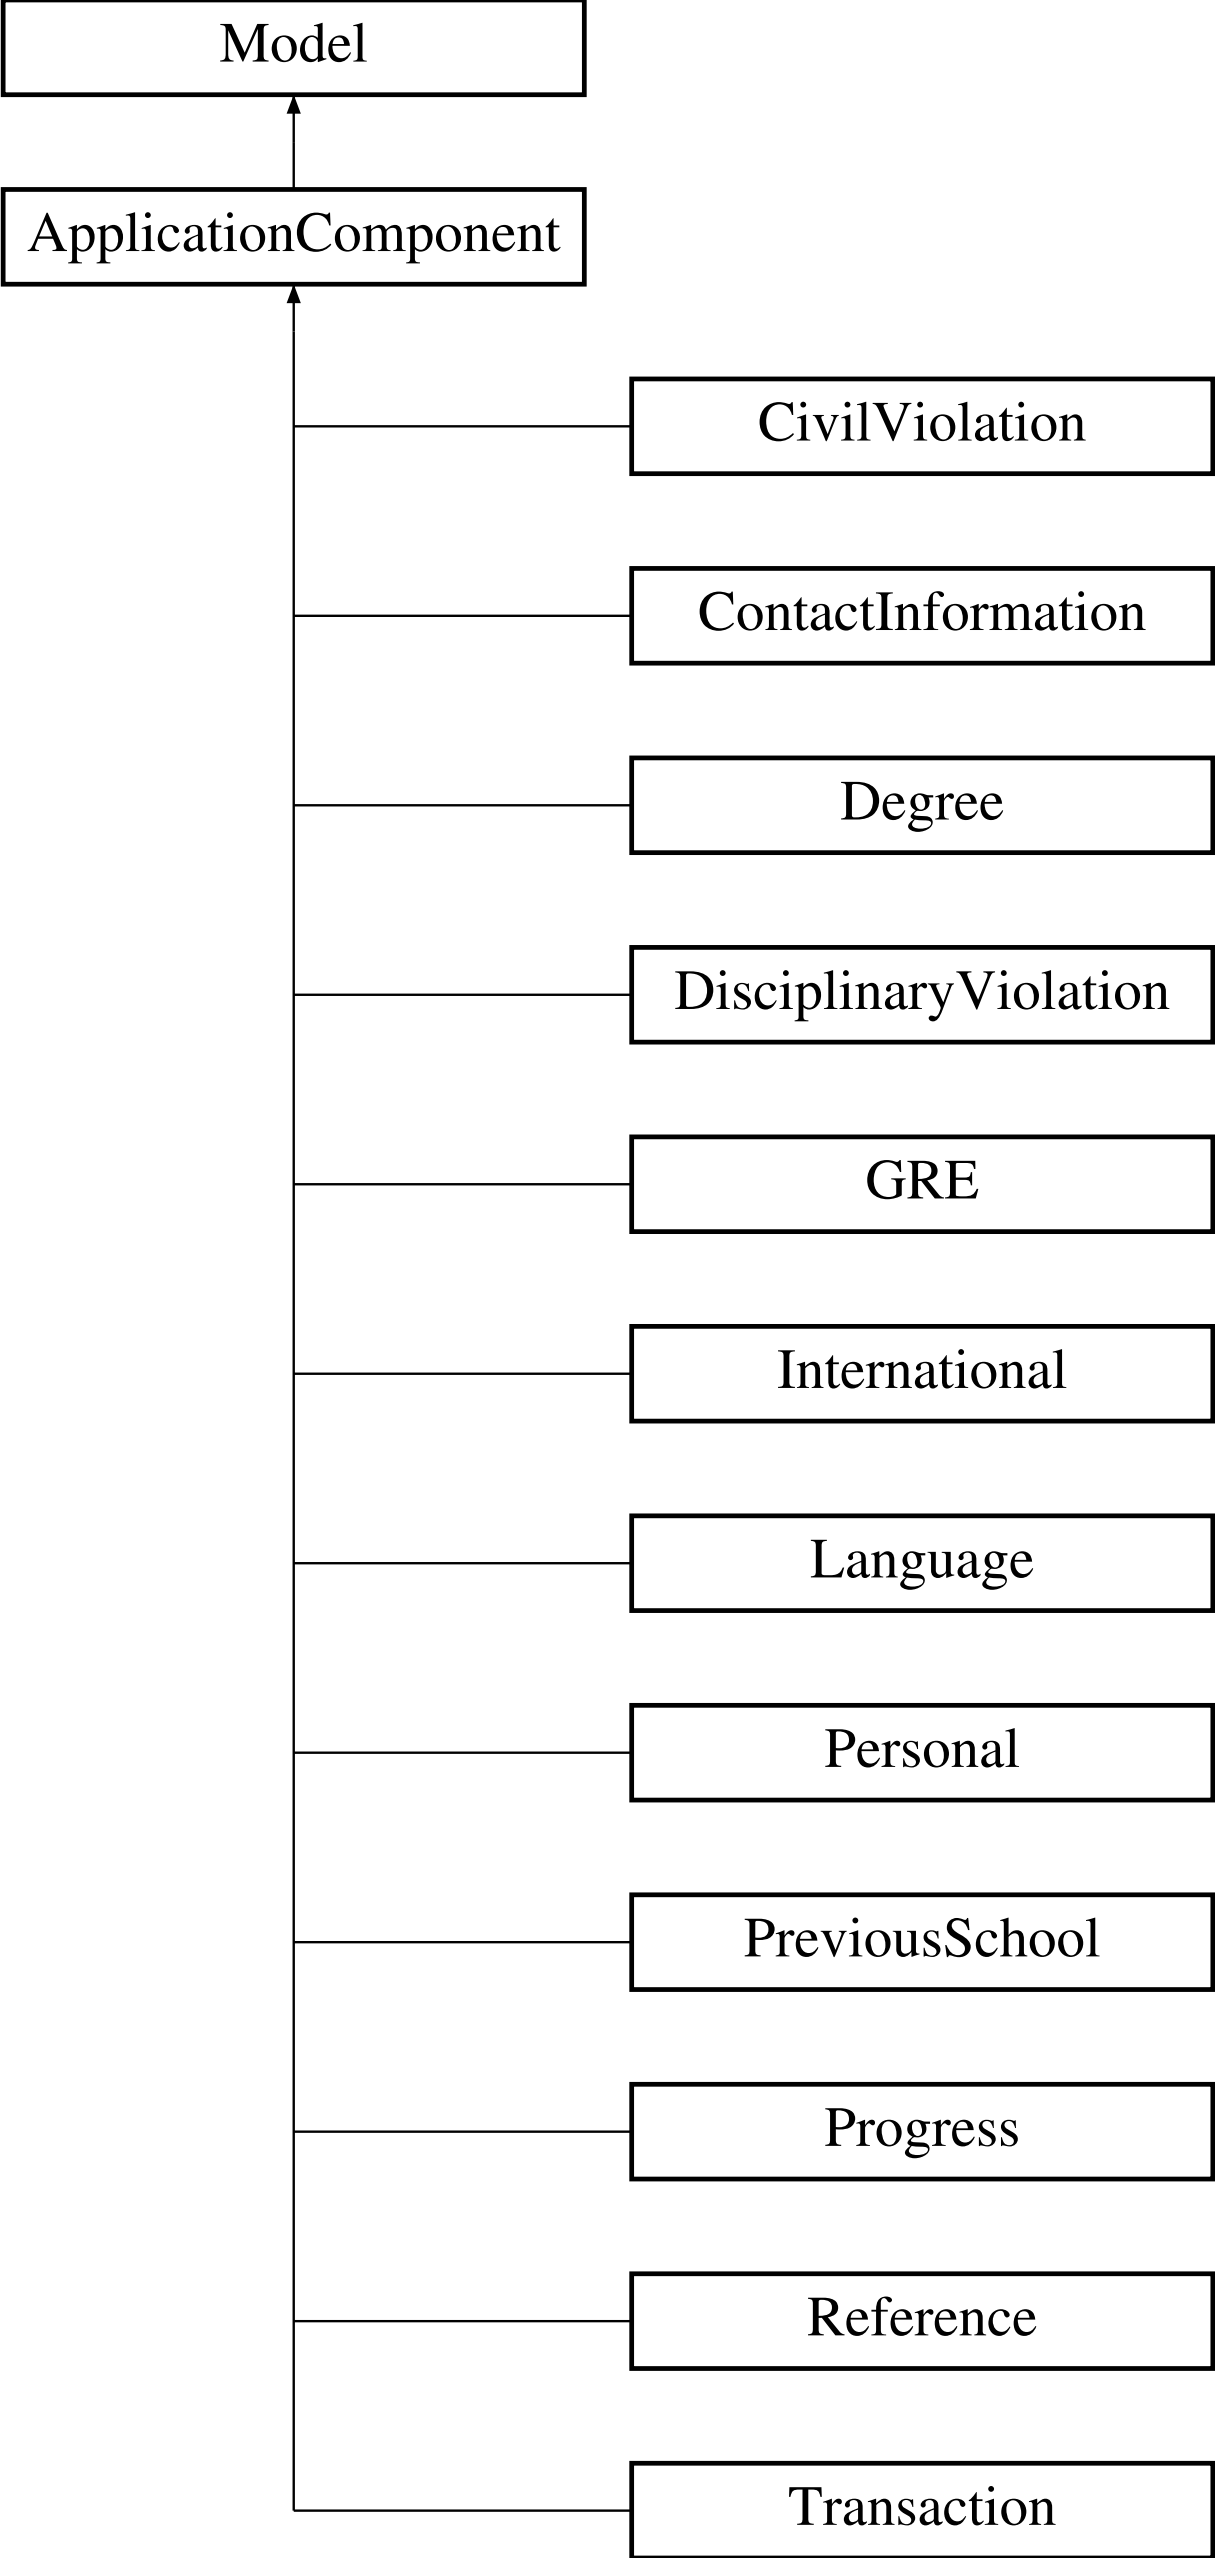 Model
ApplicationComponent
CivilViolation
ContactInformation
Degree
DisciplinaryViolation
GRE
International
Language
Personal
PreviousSchool
Progress
Reference
Transaction